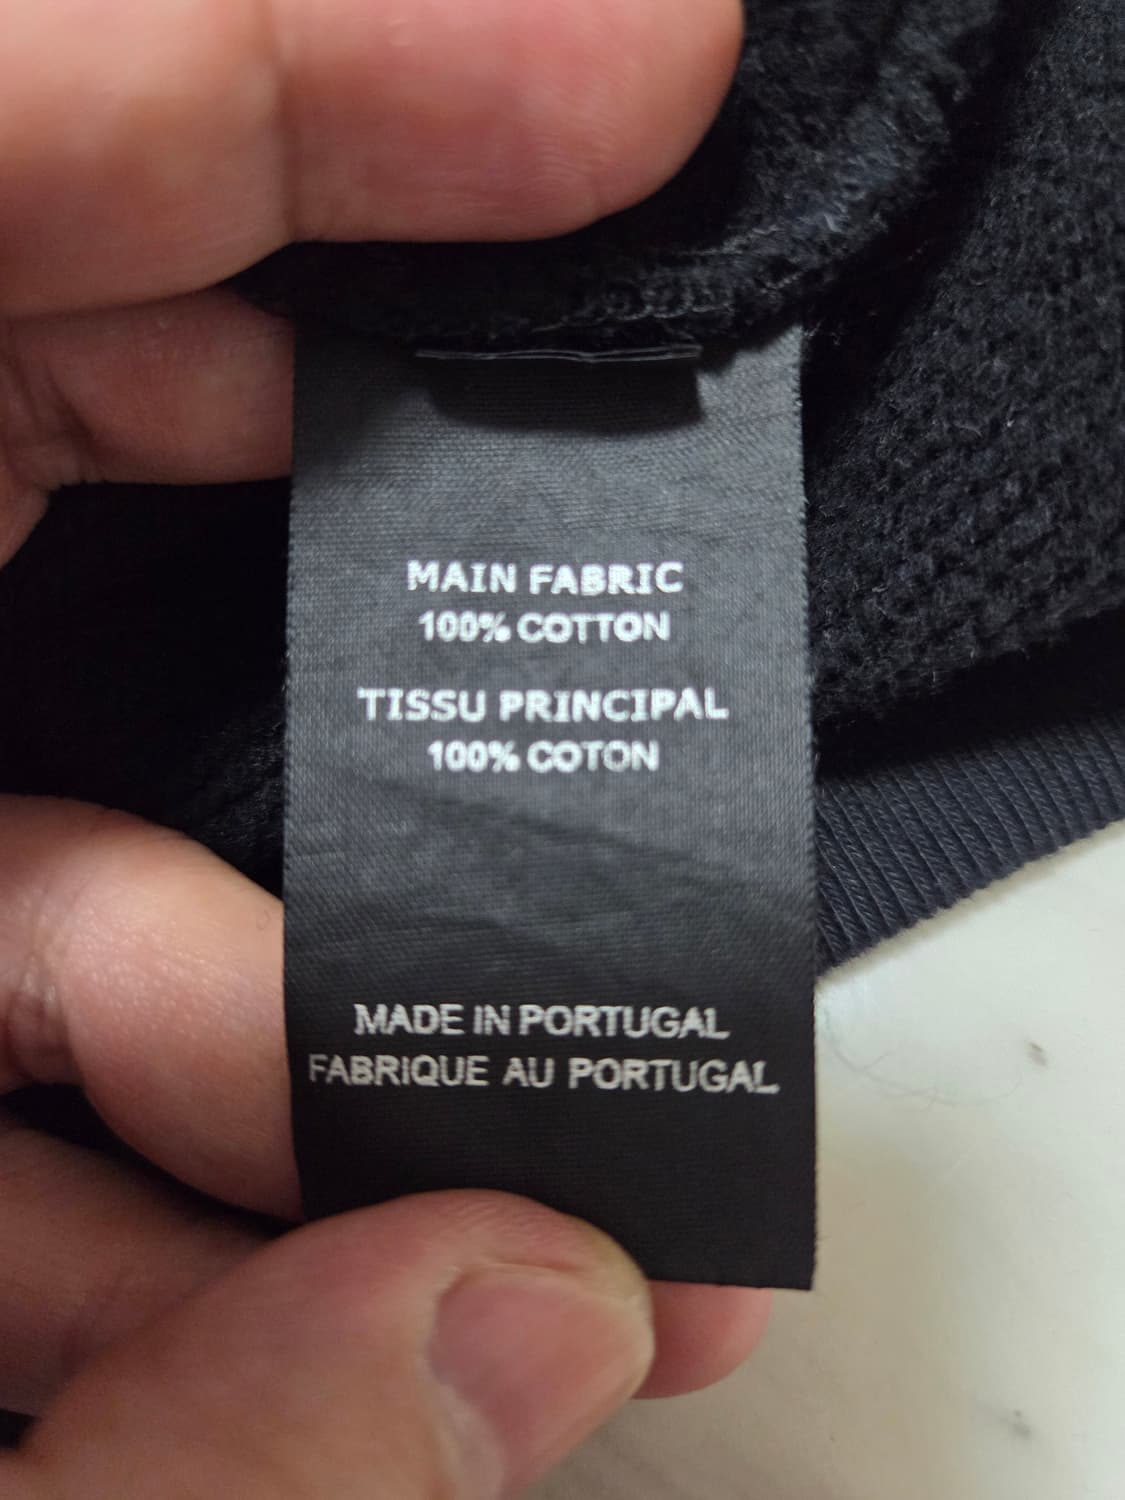 MAIN FABRIC
100% COTTON
TISSU PRINCIPAL
100% COTON
MADE IN PORTUGAL
FABRIQUE AU PORTUGAL